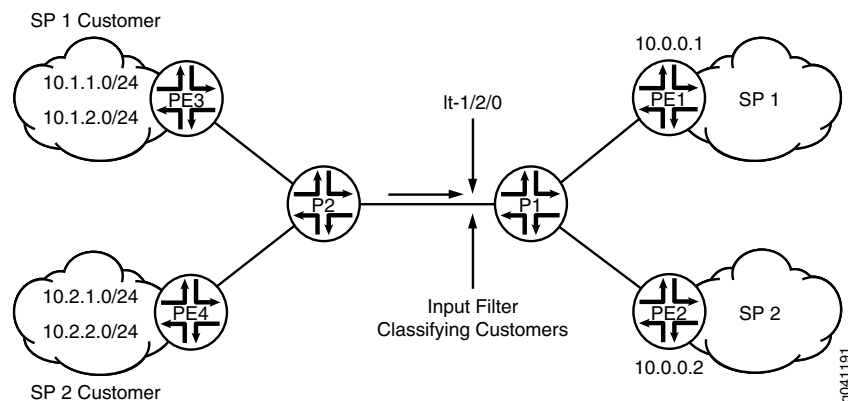 SP 1 Customer
10.1.1.0/24
10.1.2.0/24
PE3
lt-1/2/0
10.0.0.1
PE1
SP 1
P2
P1
10.2.1.0/24
10.2.2.0/24
PE4
SP 2 Customer
Input Filter
Classifying Customers
PE2
SP 2
10.0.0.2
g041191